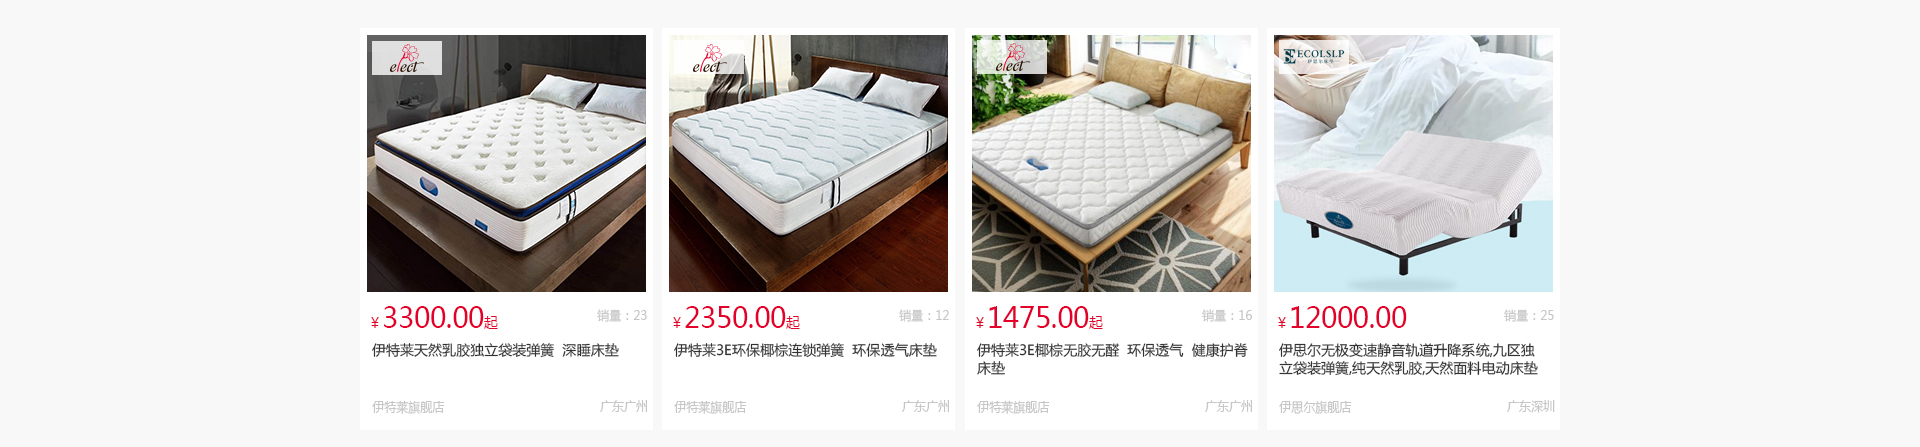 elect
¥3300.00起
销量：23
伊特莱天然乳胶独立袋装弹簧 深睡床垫
伊特莱旗舰店
广东广州
elect
¥2350.00起
销量：12
伊特莱3E环保椰棕连锁弹簧 环保透气床垫
伊特莱旗舰店
广东广州
elect
¥1475.00起
销量：16
伊特莱3E椰棕无胶无醛 环保透气 健康护脊
床垫
伊特莱旗舰店
广东广州
ECOLSLP
¥12000.00
销量：25
伊思尔无极变速静音轨道升降系统,九区独
立袋装弹簧,纯天然乳胶,天然面料电动床垫
伊思尔旗舰店
广东深圳